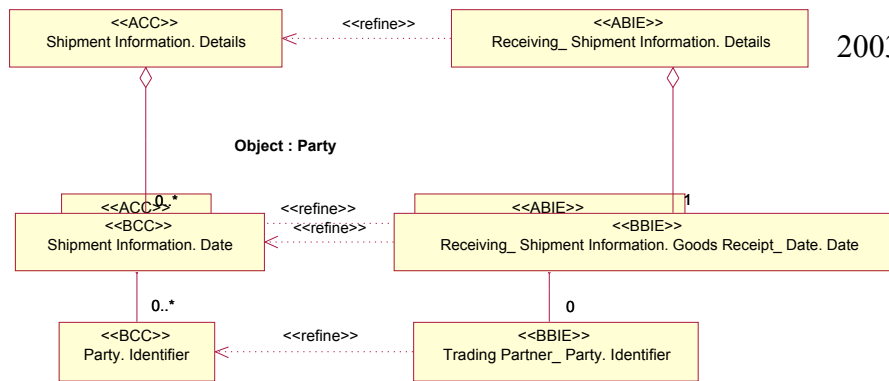 <<ACC>>
Shipment Information. Details
<<refine>>
<<ABIE>>
Receiving_ Shipment Information. Details
2003
Object : Party
<<ACC>>
0..*
<<refine>>
<<ABIE>>
1
<<BCC>>
Shipment Information. Date
<<refine>>
<<BBIE>>
Receiving_ Shipment Information. Goods Receipt_ Date. Date
0..*
0
<<BCC>>
Party. Identifier
<<refine>>
<<BBIE>>
Trading Partner_ Party. Identifier